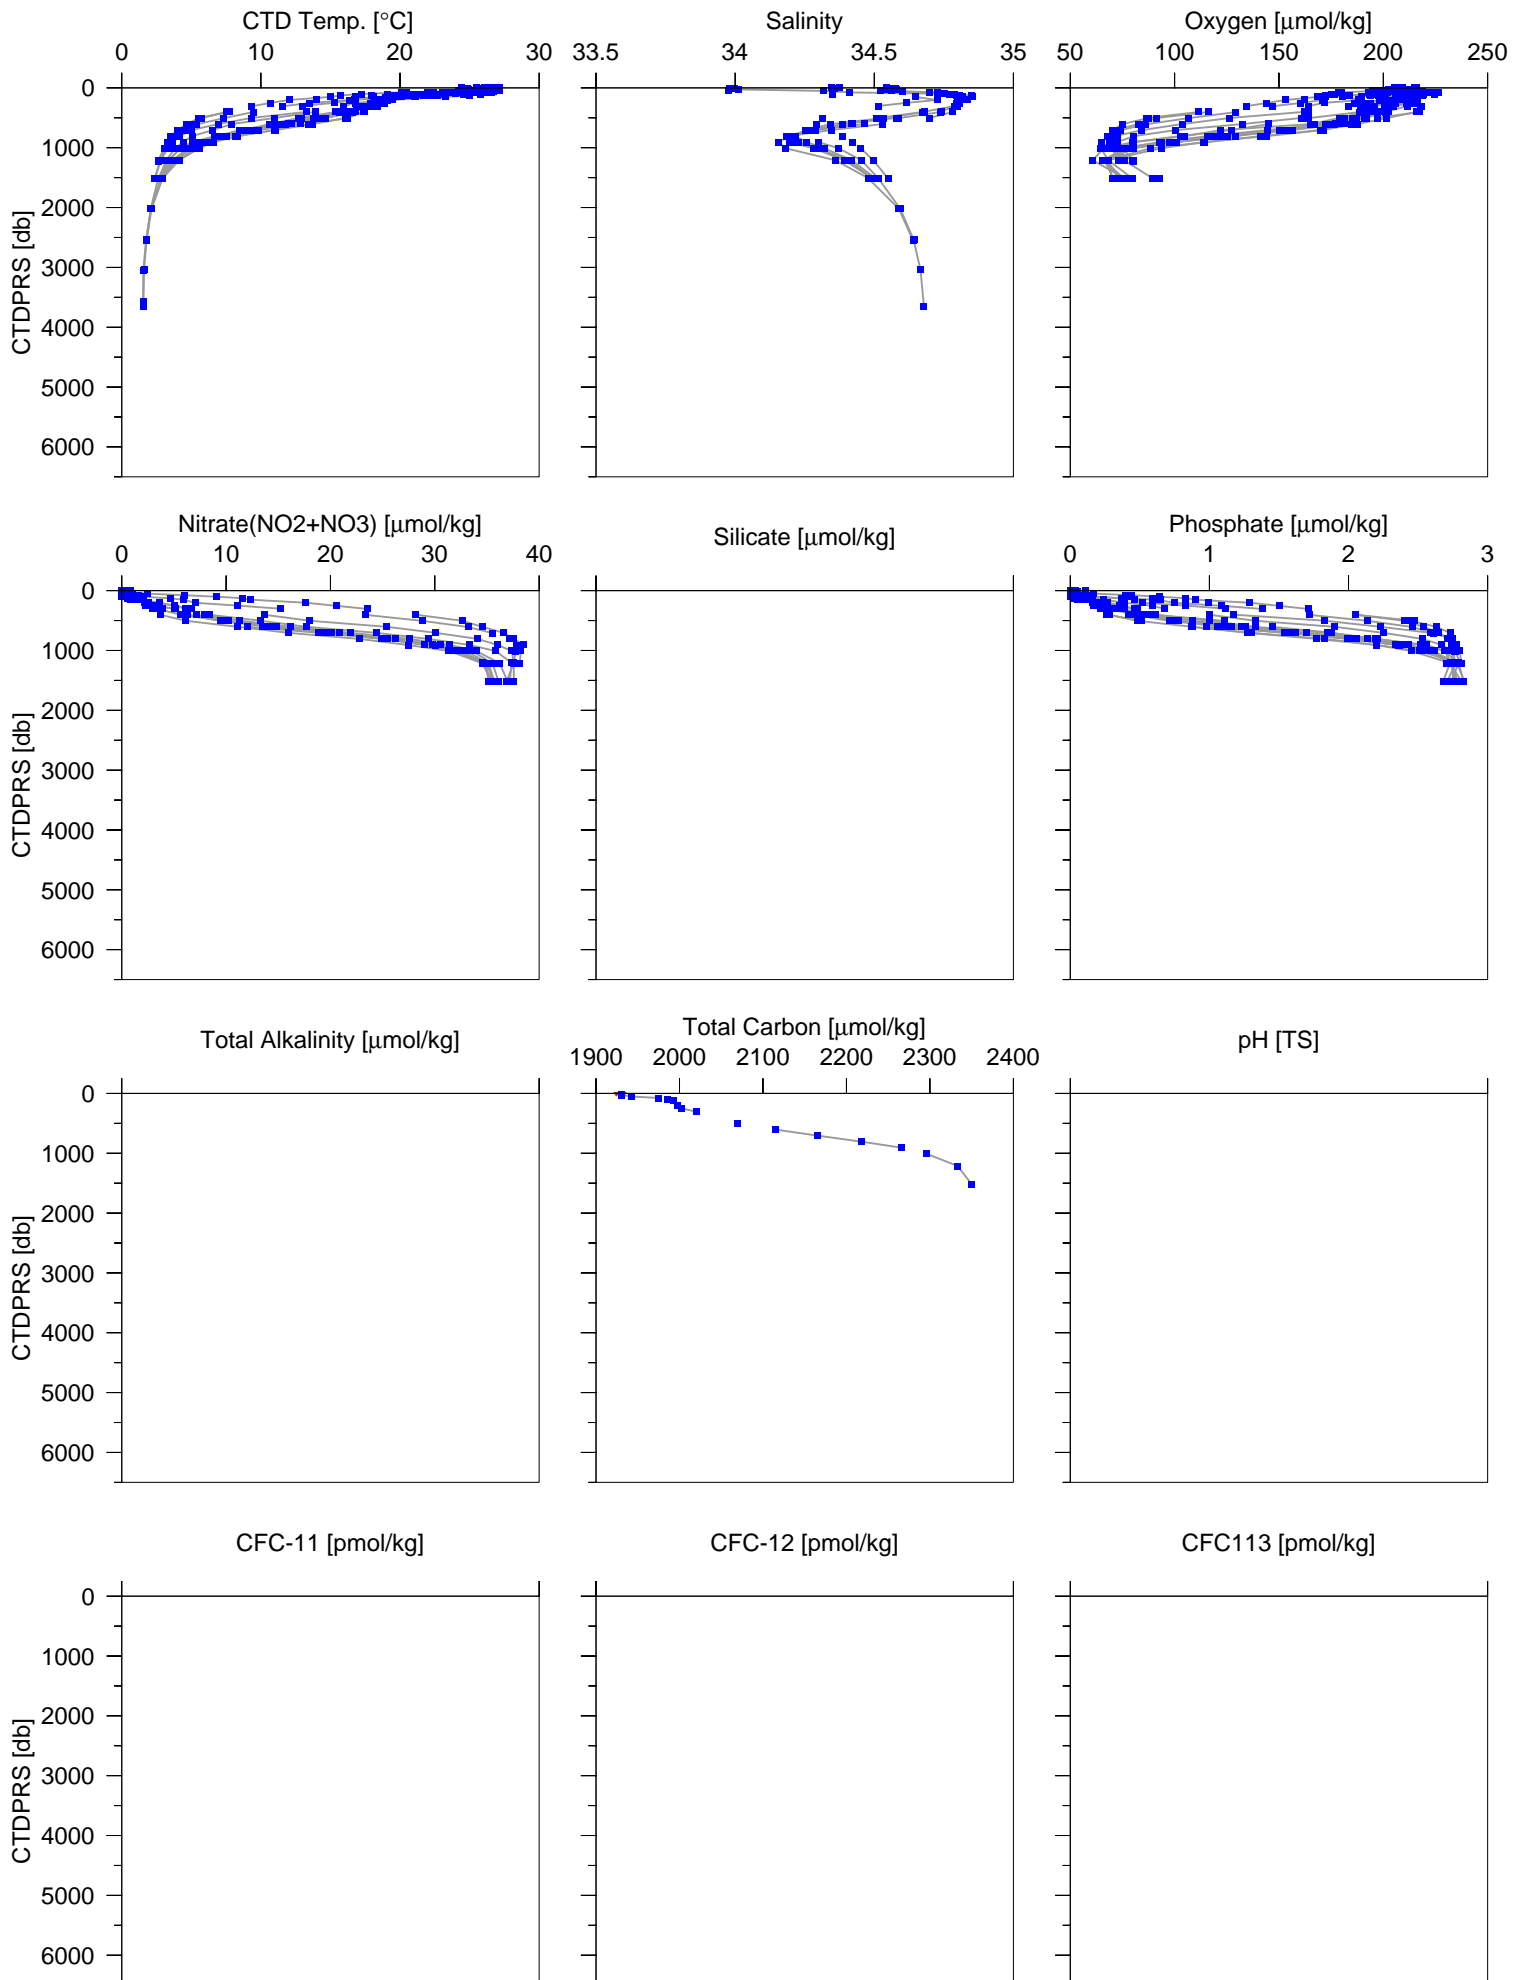 CTD Temp. [°C] Salinity Oxygen [μmol/kg]
0 10 20 30 33.5 34 34.5 35 50 100 150 200 250
0
1000
2000
3000
4000
5000
6000
CTDPRS [db]
Nitrate(NO2+NO3) [μmol/kg] Silicate [μmol/kg] Phosphate [μmol/kg]
0 10 20 30 40 0 1 2 3
0
1000
2000
3000
4000
5000
6000
CTDPRS [db]
Total Alkalinity [μmol/kg] Total Carbon [μmol/kg] pH [TS]
1900 2000 2100 2200 2300 2400
0
1000
2000
3000
4000
5000
6000
CTDPRS [db]
CFC-11 [pmol/kg] CFC-12 [pmol/kg] CFC113 [pmol/kg]
0
1000
2000
3000
4000
5000
6000
CTDPRS [db]